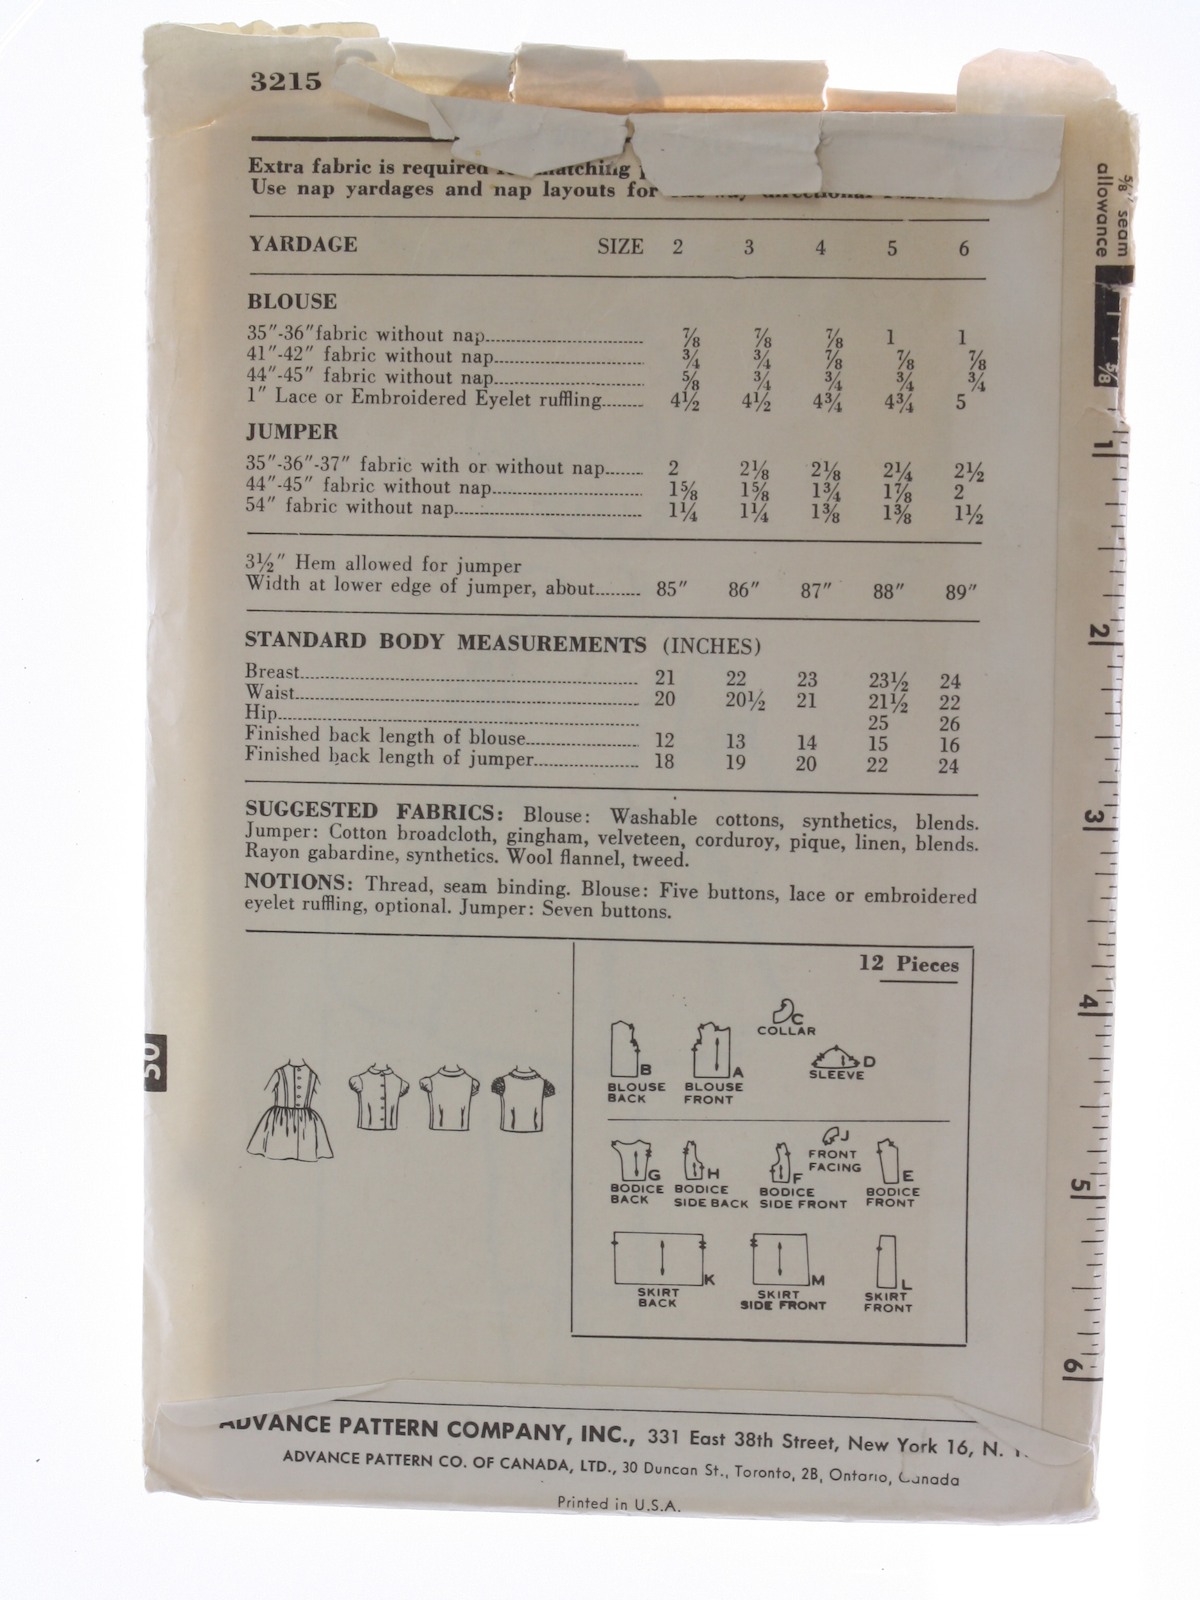 3215
Extra fabric is required matching
Use nap yardages and nap layouts for way directional
YARDAGE SIZE 2 3 4 5 6
BLOUSE
35"-36"fabric without nap 7/8 7/8 7/8 1 1
41"-42" fabric without nap 3/4 3/4 7/8 7/8 7/8
44"-45" fabric without nap 5/8 3/4 3/4 3/4 3/4
1" Lace or Embroidered Eyelet ruffling 4½ 4½ 4¾ 4¾ 5
JUMPER
35"-36"-37" fabric with or without nap 2 2⅛ 2⅛ 2¼ 2½
44"-45" fabric without nap 1⅝ 1⅝ 1¾ 1⅞ 2
54" fabric without nap 1¼ 1¼ 1⅜ 1⅜ 1½
3½" Hem allowed for jumper
Width at lower edge of jumper, about 85" 86" 87" 88" 89"
STANDARD BODY MEASUREMENTS (INCHES)
Breast 21 22 23 23½ 24
Waist 20 20½ 21 21½ 22
Hip 25 26
Finished back length of blouse 12 13 14 15 16
Finished back length of jumper 18 19 20 22 24
SUGGESTED FABRICS: Blouse: Washable cottons, synthetics, blends.
Jumper: Cotton broadcloth, gingham, velveteen, corduroy, pique, linen, blends.
Rayon gabardine, synthetics. Wool flannel, tweed.
NOTIONS: Thread, seam binding. Blouse: Five buttons, lace or embroidered
eyelet ruffling, optional. Jumper: Seven buttons.
12 Pieces
C
COLLAR
B
BLOUSE
BACK
A
BLOUSE
FRONT
D
SLEEVE
J
FRONT
FACING
G
BODICE
BACK
H
BODICE
SIDE BACK
F
BODICE
SIDE FRONT
E
BODICE
FRONT
K
SKIRT
BACK
M
SKIRT
SIDE FRONT
L
SKIRT
FRONT
50
ADVANCE PATTERN COMPANY, INC., 331 East 38th Street, New York 16, N. Y.
ADVANCE PATTERN CO. OF CANADA, LTD., 30 Duncan St., Toronto, 2B, Ontario, Canada
Printed in U.S.A.
5/8" seam
allowance
5/8
1
2
3
4
5
6